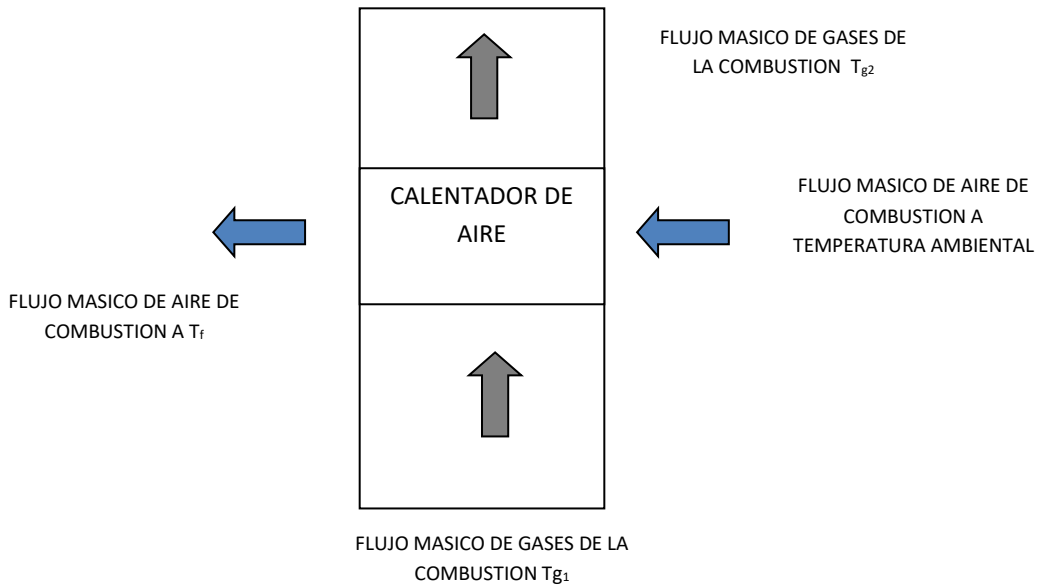 FLUJO MASICO DE GASES DE
LA COMBUSTION Tg2
CALENTADOR DE
AIRE
FLUJO MASICO DE AIRE DE
COMBUSTION A
TEMPERATURA AMBIENTAL
FLUJO MASICO DE AIRE DE
COMBUSTION A Tf
FLUJO MASICO DE GASES DE LA
COMBUSTION Tg1